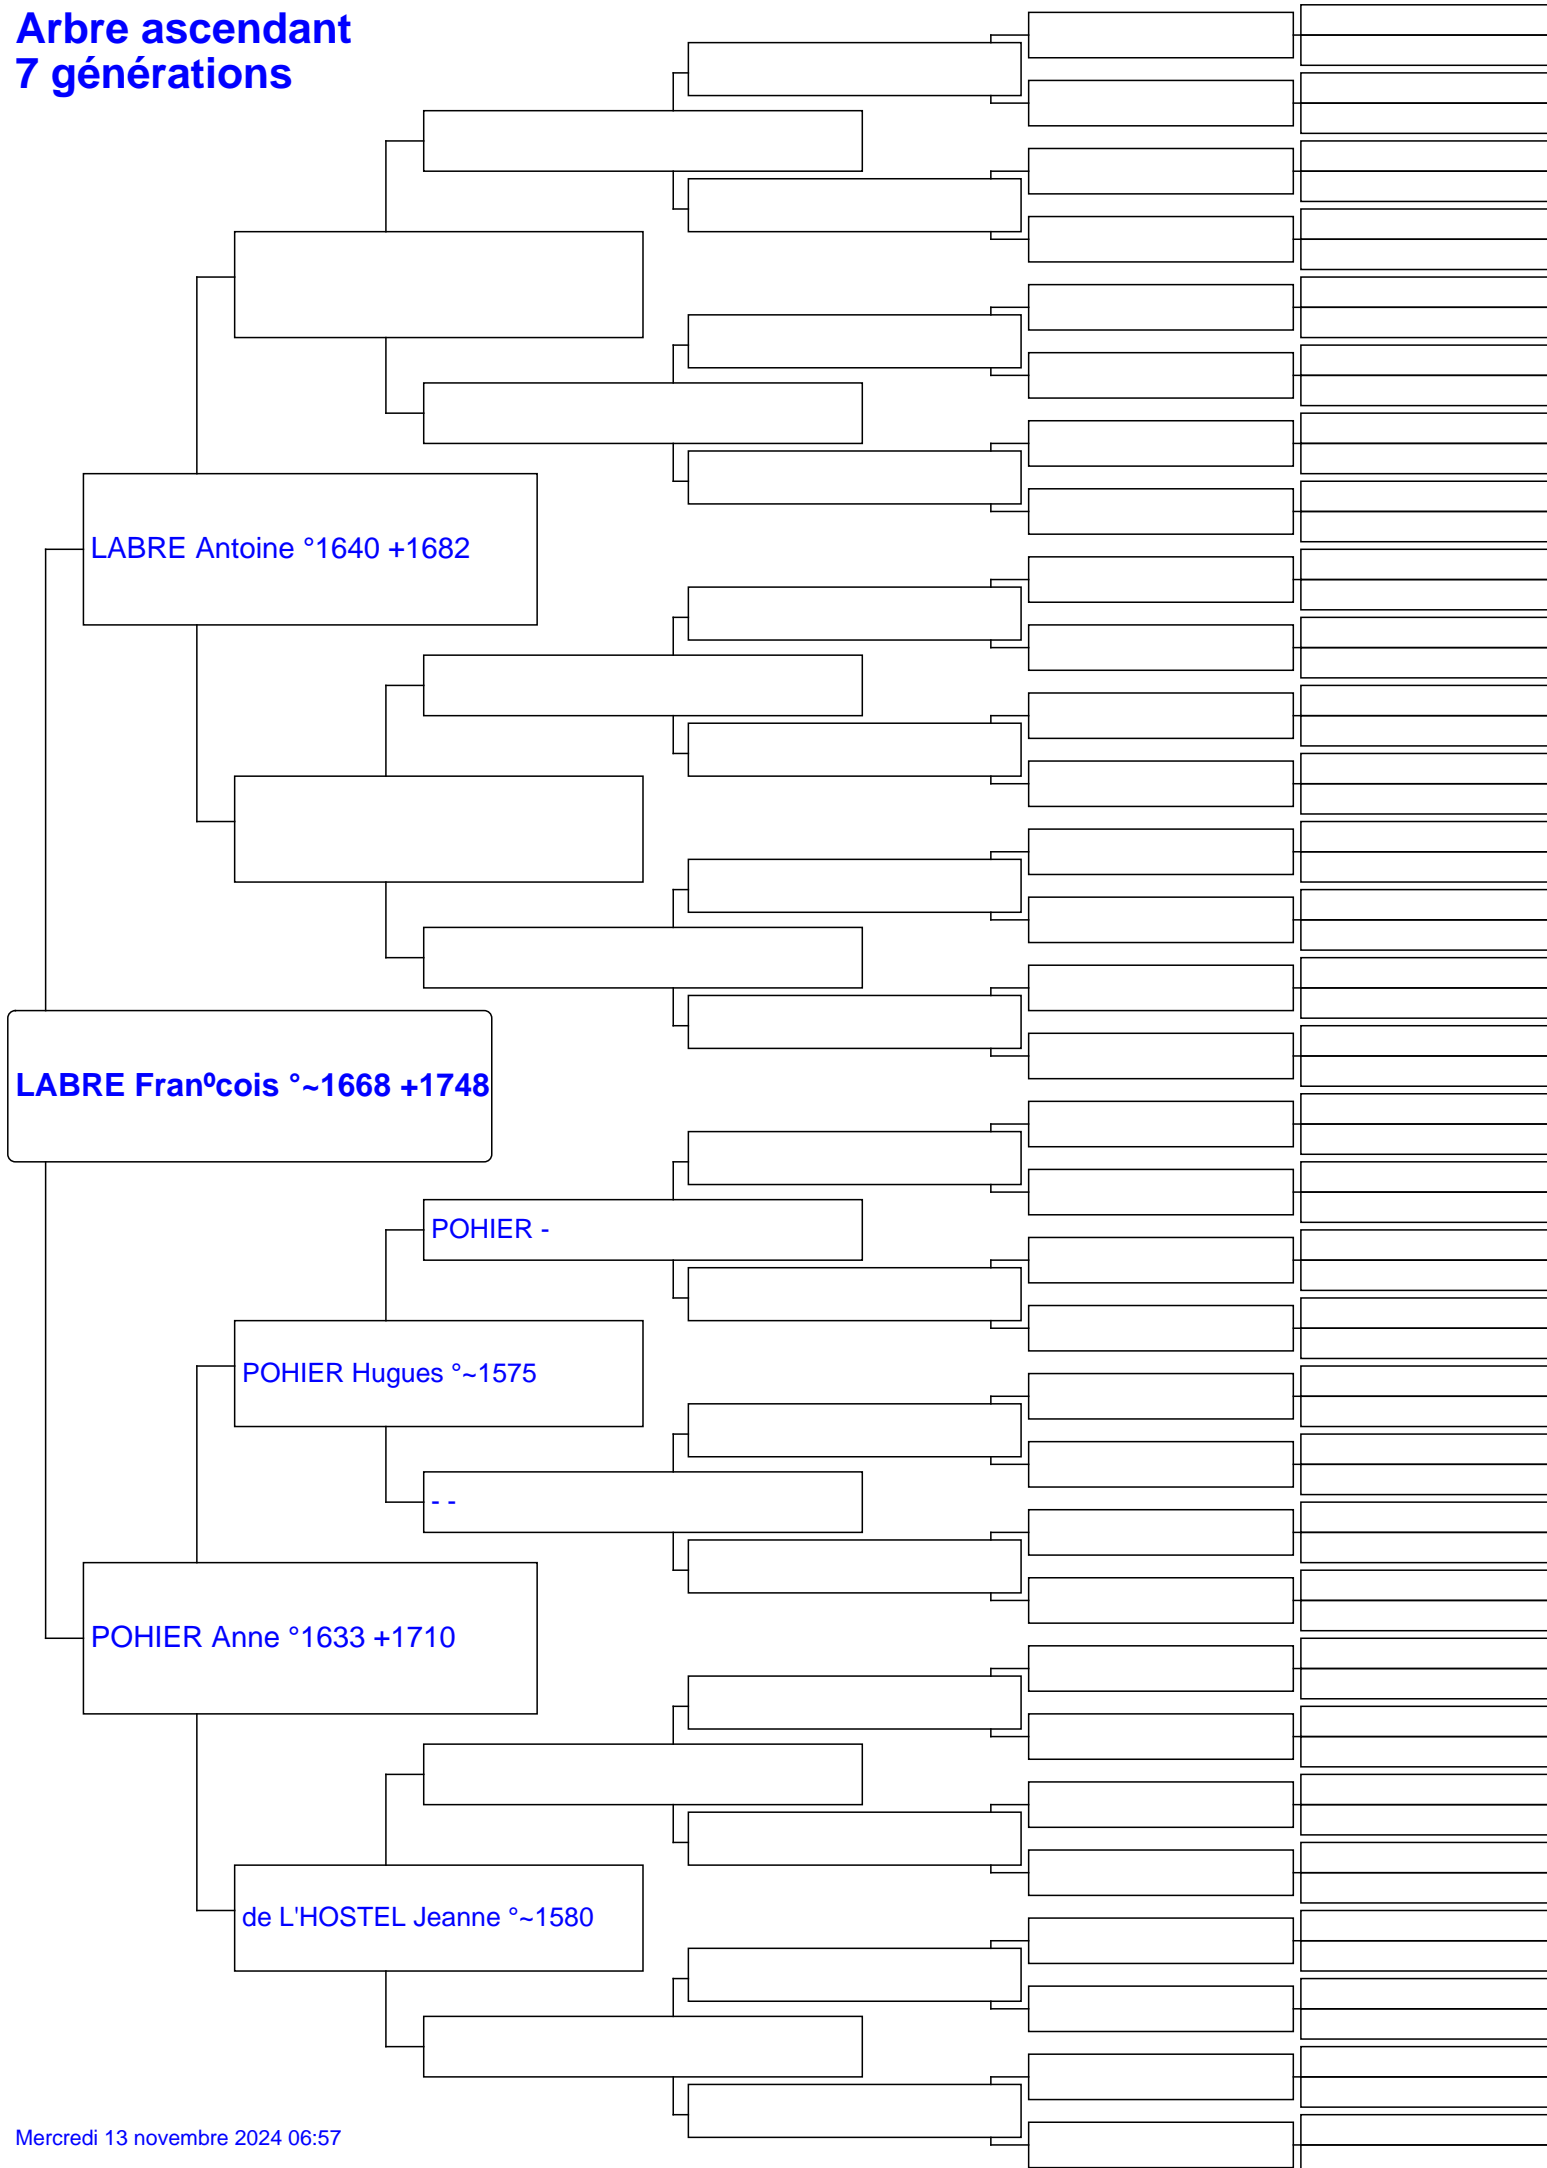 Arbre ascendant
7 générations
LABRE Antoine °1640 +1682
LABRE Franºcois °~1668 +1748
POHIER -
POHIER Hugues °~1575
- -
POHIER Anne °1633 +1710
de L'HOSTEL Jeanne °~1580
Mercredi 13 novembre 2024 06:57